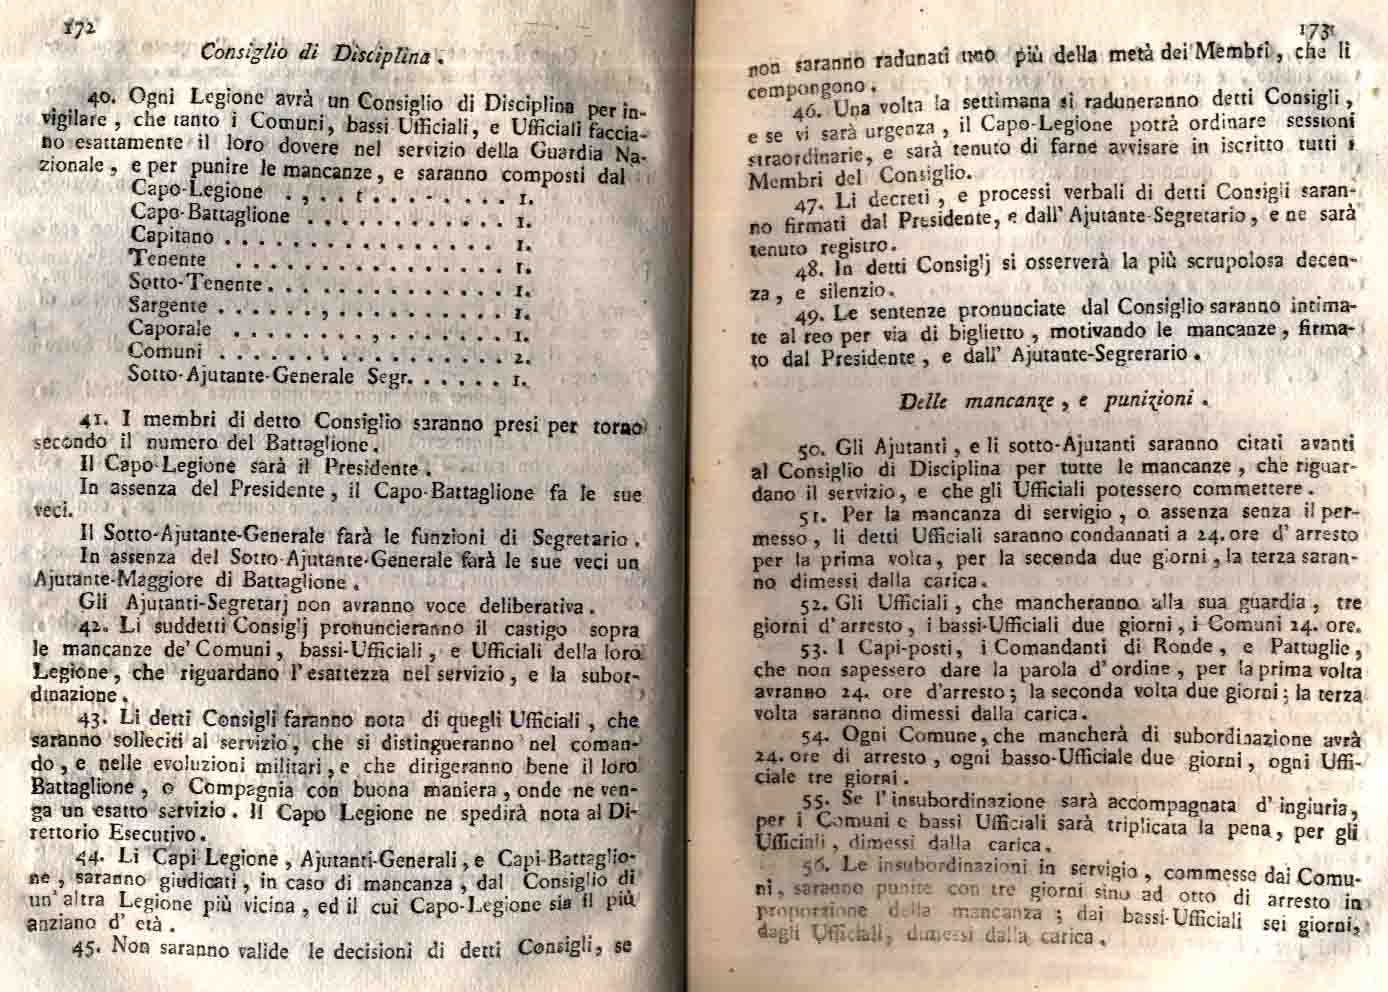 172
Consiglio di Disciplina.
40. Ogni Legione avrà un Consiglio di Disciplina per in-
vigilare, che tanto i Comuni, bassi Ufficiali, e Ufficiali faccia-
no esattamente il loro dovere nel servizio della Guardia Na-
zionale, e per punire le mancanze, e saranno composti dal
Capo-Legione . , . . t . . . - . . . . 1.
Capo-Battaglione . . . . . . . . . . . . 1.
Capitano . . . . . . . . . . . . . . . . 1.
Tenente . . . . . . . . . . . . . . . 1.
Sotto-Tenente . . . . . . . . . . . . . . 1.
Sargente . . . . . . , . . . . . . . . . 1.
Caporale . . . . . . . . , . . . . . . 1.
Comuni . . . . . . . . . . . . . . . . 2.
Sotto-Ajutante-Generale Segr. . . . . . . 1.
41. I membri di detto Consiglio saranno presi per torno
secondo il numero del Battaglione.
Il Capo-Legione sarà il Presidente.
In assenza del Presidente, il Capo-Battaglione fa le sue
veci.
Il Sotto-Ajutante-Generale farà le funzioni di Segretario.
In assenza del Sotto-Ajutante-Generale farà le sue veci un
Ajutante-Maggiore di Battaglione.
Gli Ajutanti-Segretarj non avranno voce deliberativa.
42. Li suddetti Consiglj pronuncieranno il castigo sopra
le mancanze de' Comuni, bassi-Ufficiali, e Ufficiali della loro
Legione, che riguardano l'esattezza nel servizio, e la subor-
dinazione.
43. Li detti Consigli faranno nota di quegli Ufficiali, che
saranno solleciti al servizio, che si distingueranno nel coman-
do, e nelle evoluzioni militari, e che dirigeranno bene il loro
Battaglione, o Compagnia con buona maniera, onde ne ven-
ga un esatto servizio. Il Capo Legione ne spedirà nota al Di-
rettorio Esecutivo.
44. Li Capi Legione, Ajutanti-Generali, e Capi-Battaglio-
ne, saranno giudicati, in caso di mancanza, dal Consiglio di
un'altra Legione più vicina, ed il cui Capo-Legione sia il più
anziano d' età.
45. Non saranno valide le decisioni di detti Consigli, se
173
non saranno radunati uno più della metà dei Membri, che li
compongono.
46. Una volta la settimana si raduneranno detti Consigli,
e se vi sarà urgenza, il Capo-Legione potrà ordinare sessioni
straordinarie, e sarà tenuto di farne avvisare in iscritto tutti i
Membri del Consiglio.
47. Li decreti, e processi verbali di detti Consigli saran-
no firmati dal Presidente, e dall' Ajutante-Segretario, e ne sarà
tenuto registro.
48. In detti Consiglj si osserverà la più scrupolosa decen-
za, e silenzio.
49. Le sentenze pronunciate dal Consiglio saranno intima-
te al reo per via di biglietto, motivando le mancanze, firma-
to dal Presidente, e dall' Ajutante-Segrerario.
Delle mancanze, e punizioni.
50. Gli Ajutanti, e li sotto-Ajutanti saranno citati avanti
al Consiglio di Disciplina per tutte le mancanze, che riguar-
dano il servizio, e che gli Ufficiali potessero commettere.
51. Per la mancanza di servigio, o assenza senza il per-
messo, li detti Ufficiali saranno condannati a 24. ore d' arresto
per la prima volta, per la seconda due giorni, la terza saran-
no dimessi dalla carica.
52. Gli Ufficiali, che mancheranno alla sua guardia, tre
giorni d' arresto, i bassi-Ufficiali due giorni, i Comuni 24. ore.
53. I Capi-posti, i Comandanti di Ronde, e Pattuglie,
che non sapessero dare la parola d' ordine, per la prima volta
avranno 24. ore d'arresto; la seconda volta due giorni; la terza
volta saranno dimessi dalla carica.
54. Ogni Comune, che mancherà di subordinazione avrà
24. ore di arresto, ogni basso-Ufficiale due giorni, ogni Uffi-
ciale tre giorni.
55. Se l'insubordinazione sarà accompagnata d' ingiuria,
per i Comuni e bassi Ufficiali sarà triplicata la pena, per gli
Ufficiali, dimessi dalla carica.
56. Le insubordinazioni in servigio, commesse dai Comu-
ni, saranno punite con tre giorni sino ad otto di arresto in
proporzione della mancanza; dai bassi-Ufficiali sei giorni,
dagli Ufficiali, dimessi dalla carica.